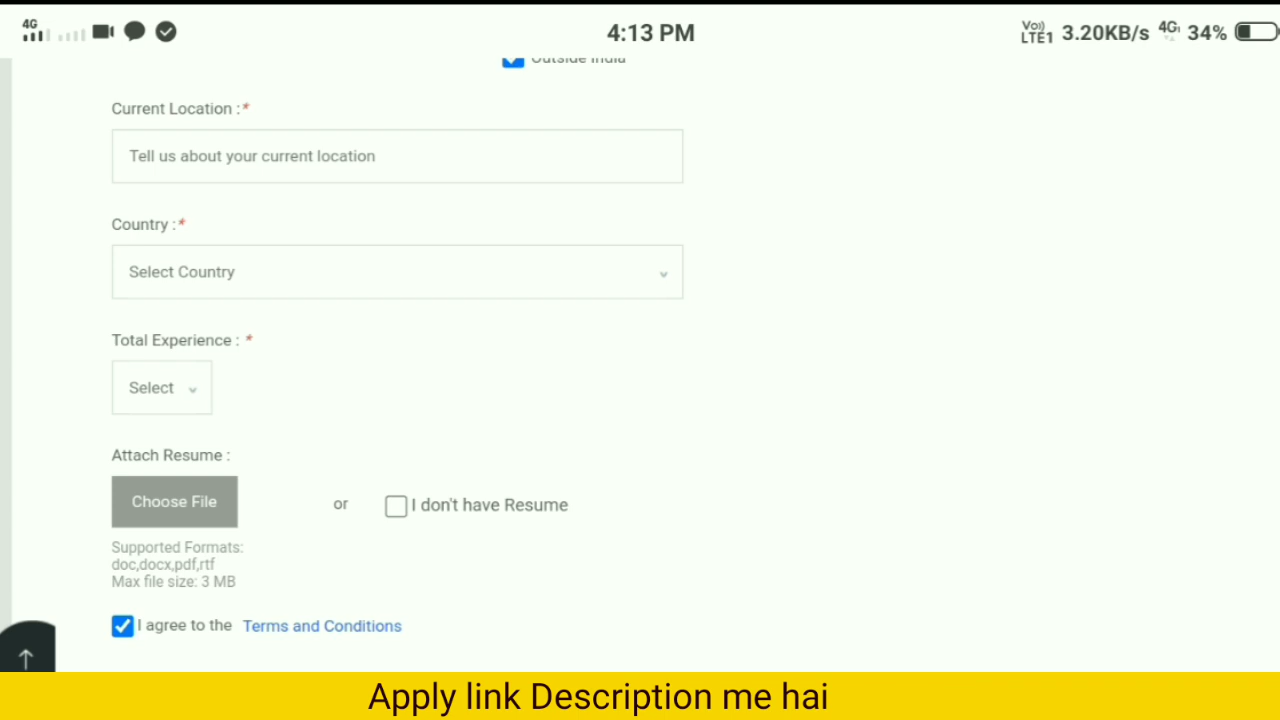 4G 4:13 PM Vo)) LTE1 3.20KB/s 4G 34%
Outside India
Current Location :*
Tell us about your current location
Country :*
Select Country
Total Experience : *
Select
Attach Resume :
Choose File or I don't have Resume
Supported Formats:
doc,docx,pdf,rtf
Max file size: 3 MB
I agree to the Terms and Conditions
Apply link Description me hai